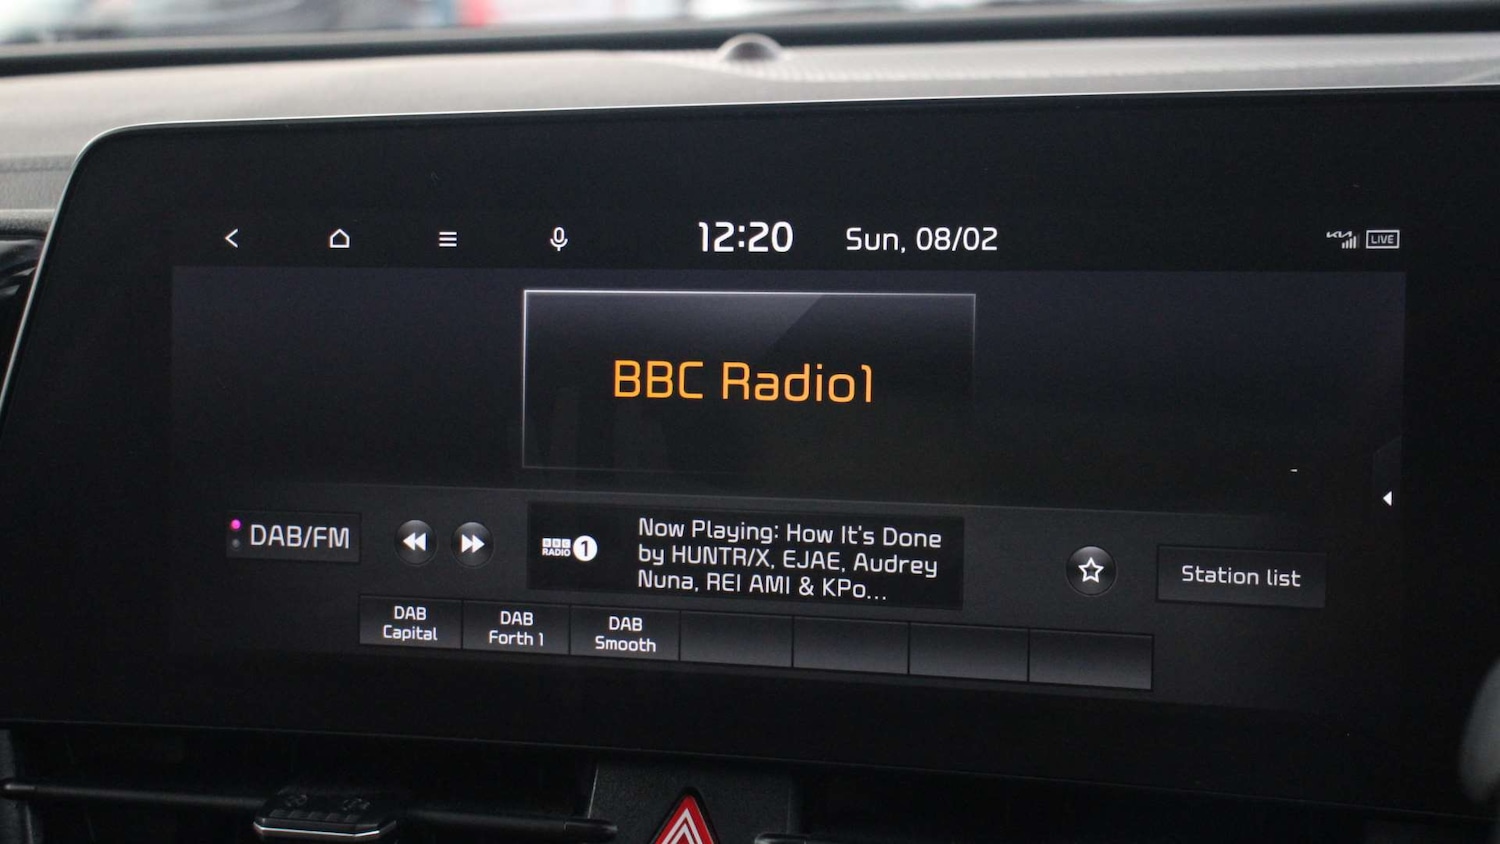 12:20 Sun, 08/02
KIA LIVE
BBC Radio1
DAB/FM
BBC
RADIO 1
Now Playing: How It's Done
by HUNTR/X, EJAE, Audrey
Nuna, REI AMI & KPo...
Station list
DAB
Capital
DAB
Forth 1
DAB
Smooth